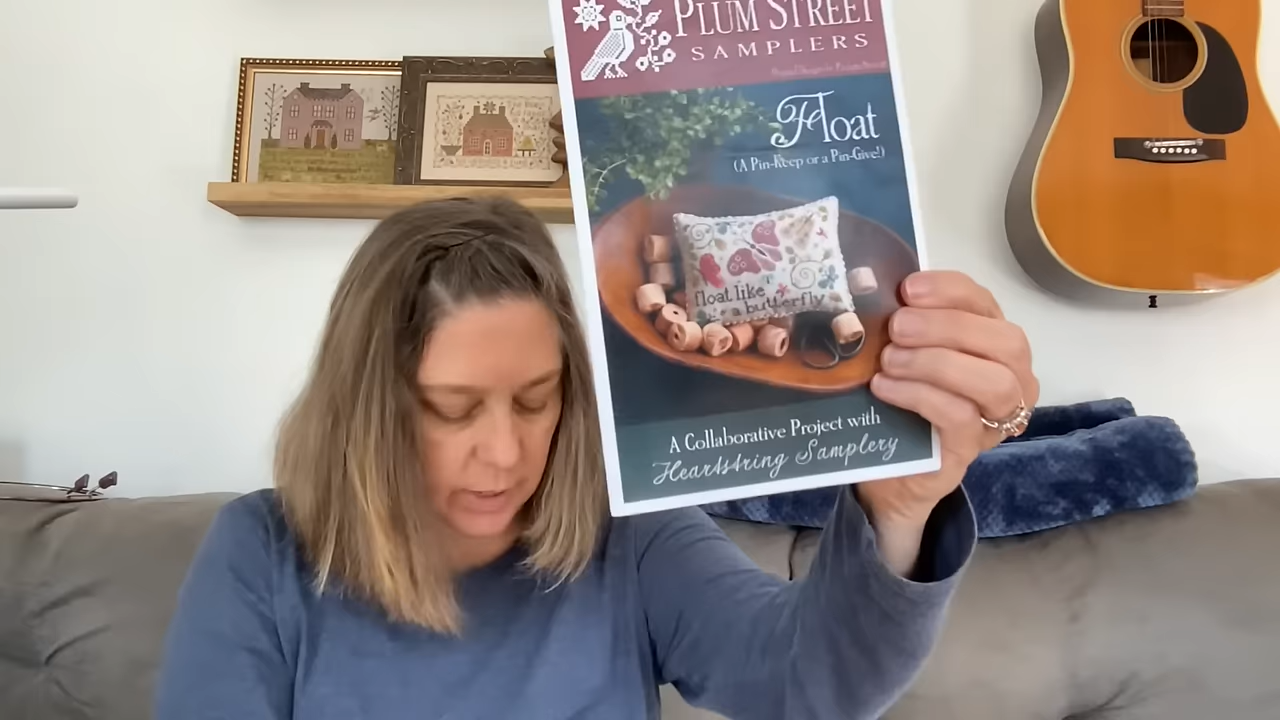 PLUM STREET
SAMPLERS
Float
(A Pin-Keep or a Pin-Give!)
float like
a butterfly
A Collaborative Project with
Heartstring Samplery